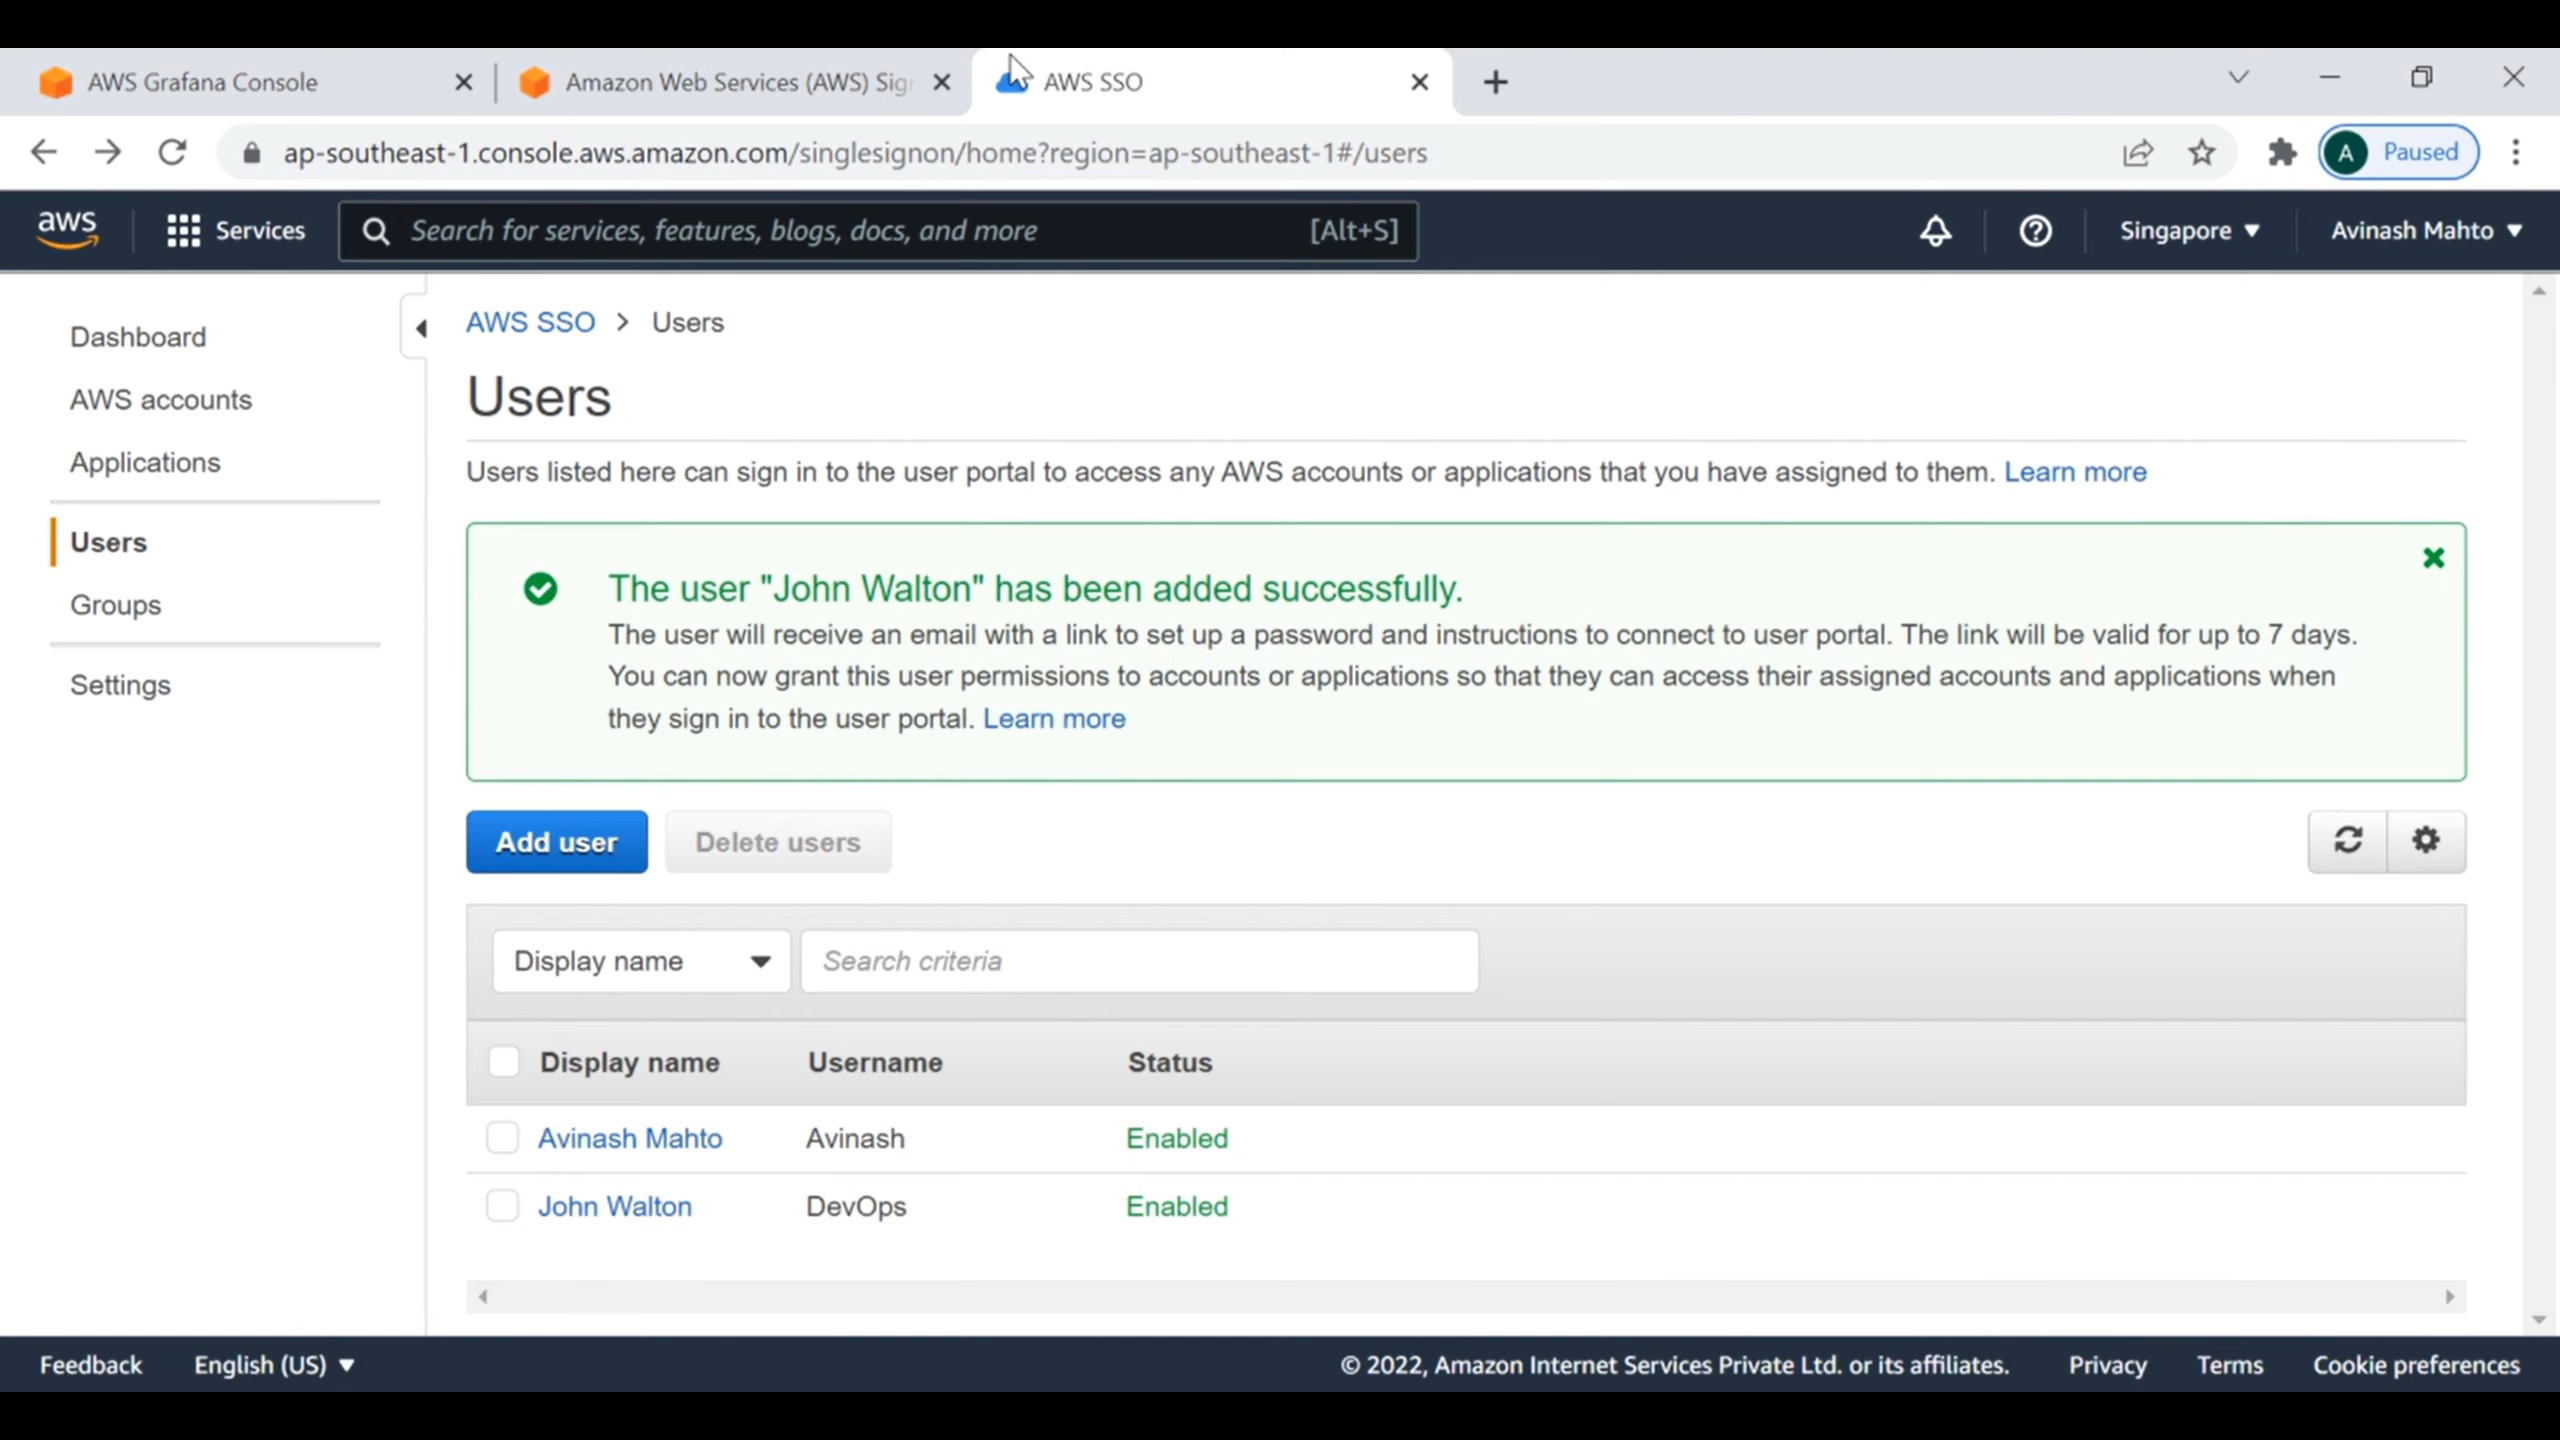 AWS Grafana Console
Amazon Web Services (AWS) Sig
AWS SSO
ap-southeast-1.console.aws.amazon.com/singlesignon/home?region=ap-southeast-1#/users
A Paused
aws
Services
Search for services, features, blogs, docs, and more [Alt+S]
Singapore
Avinash Mahto
Dashboard
AWS accounts
Applications
Users
Groups
Settings
AWS SSO > Users
Users
Users listed here can sign in to the user portal to access any AWS accounts or applications that you have assigned to them. Learn more
The user "John Walton" has been added successfully.
The user will receive an email with a link to set up a password and instructions to connect to user portal. The link will be valid for up to 7 days.
You can now grant this user permissions to accounts or applications so that they can access their assigned accounts and applications when
they sign in to the user portal. Learn more
Add user
Delete users
Display name
Search criteria
Display name Username Status
Avinash Mahto Avinash Enabled
John Walton DevOps Enabled
Feedback English (US) © 2022, Amazon Internet Services Private Ltd. or its affiliates. Privacy Terms Cookie preferences